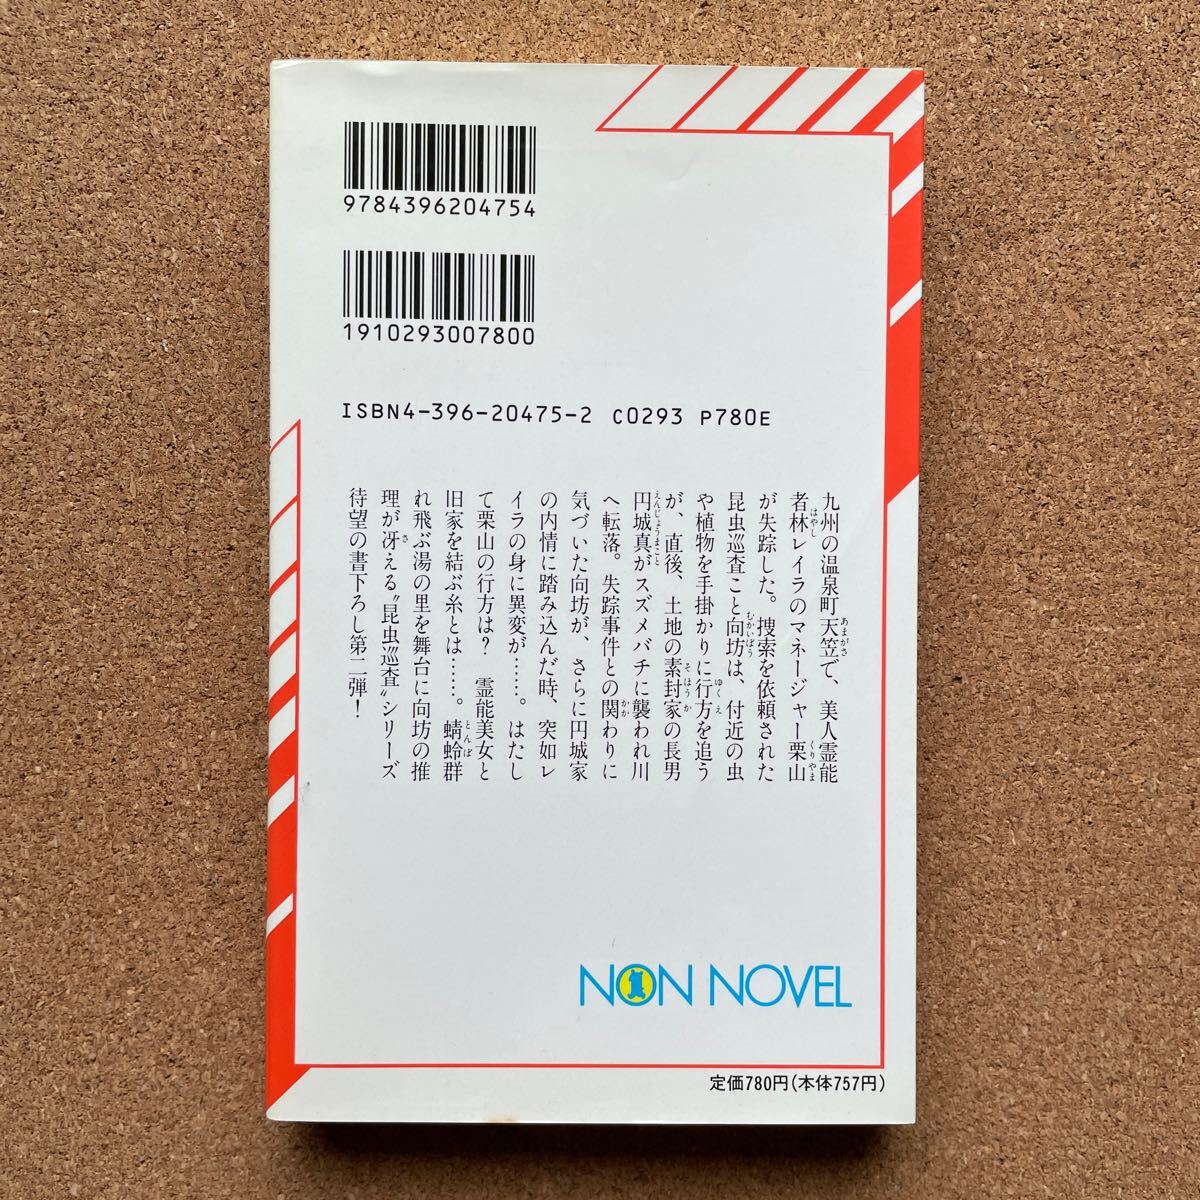 9784396204754
1910293007800
ISBN4-396-20475-2 C0293 P780E
九州の温泉町天笠で、美人霊能
者林レイラのマネージャー栗山
が失踪した。捜索を依頼された
昆虫巡査こと向坊は、付近の虫
や植物を手掛かりに行方を追う
が、直後、土地の素封家の長男
円城真がスズメバチに襲われ川
へ転落。失踪事件との関わりに
気づいた向坊が、さらに円城家
の内情に踏み込んだ時、突如レ
イラの身に異変が……。はたし
て栗山の行方は？　霊能美女と
旧家を結ぶ糸とは……。蜻蛉群
れ飛ぶ湯の里を舞台に向坊の推
理が冴える〝昆虫巡査〟シリーズ
待望の書下ろし第二弾！
NON NOVEL
定価780円(本体757円)